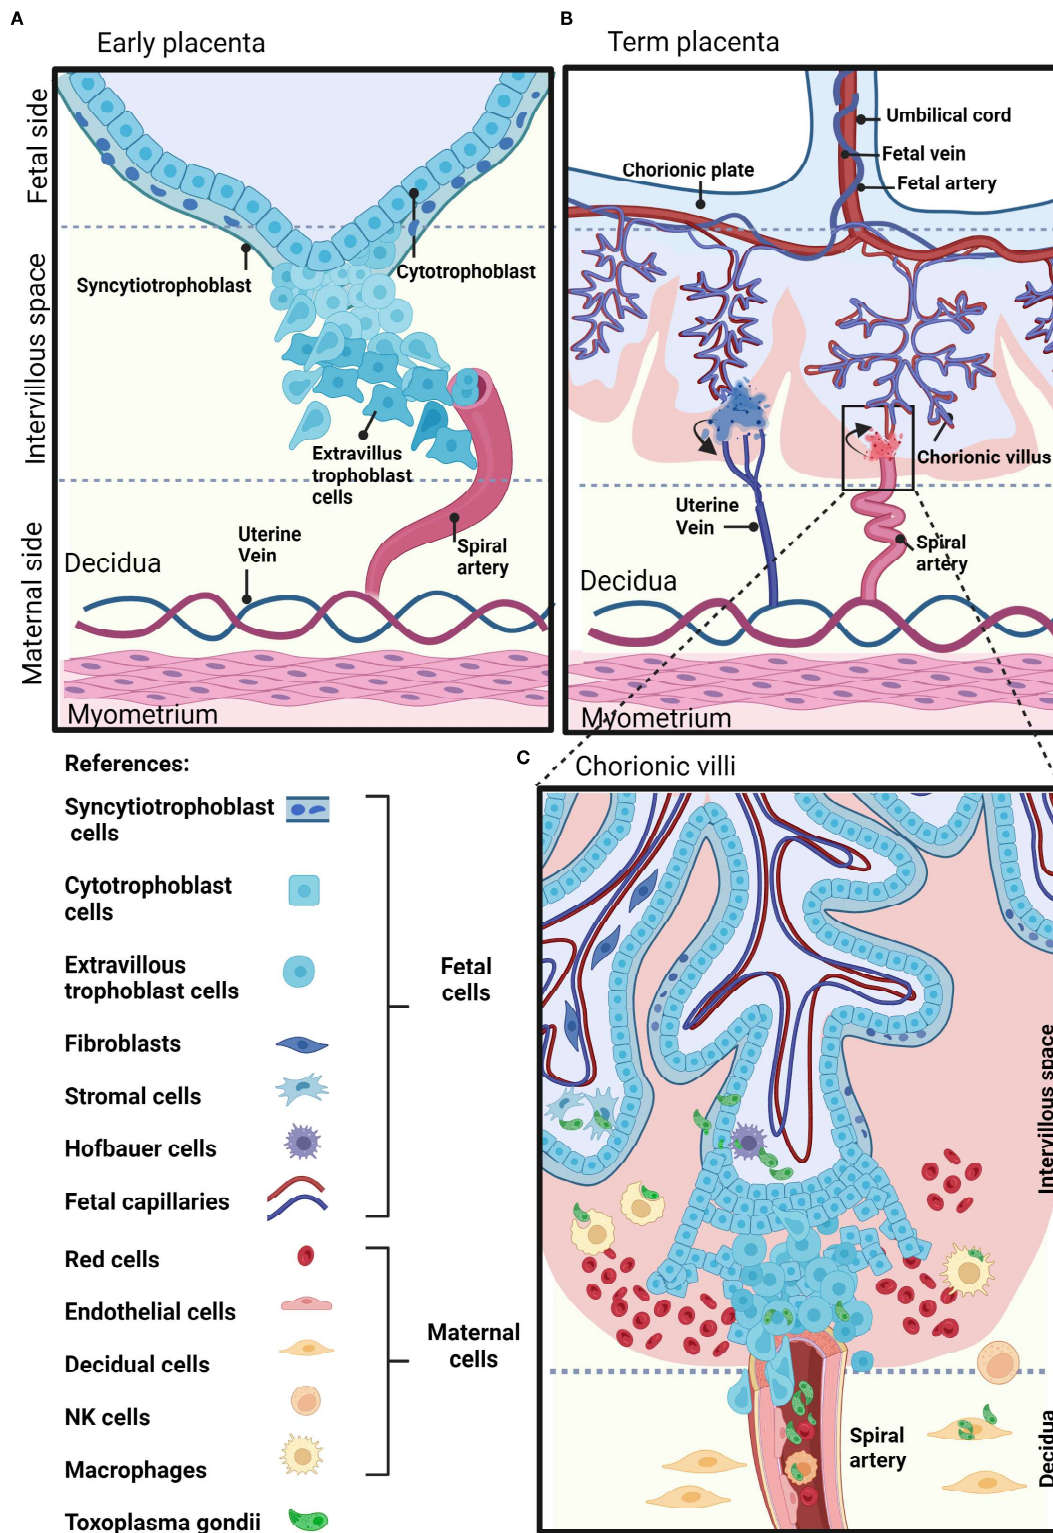 A
Early placenta
Fetal side
Intervillous space
Maternal side
Syncytiotrophoblast
Cytotrophoblast
Extravillus
trophoblast
cells
Uterine
Vein
Spiral
artery
Decidua
Myometrium
B
Term placenta
Umbilical cord
Fetal vein
Fetal artery
Chorionic plate
Chorionic villus
Uterine
Vein
Spiral
artery
Decidua
Myometrium
References:
Syncytiotrophoblast
cells
Cytotrophoblast
cells
Extravillous
trophoblast cells
Fibroblasts
Stromal cells
Hofbauer cells
Fetal capillaries
Fetal
cells
Red cells
Endothelial cells
Decidual cells
NK cells
Macrophages
Maternal
cells
Toxoplasma gondii
C
Chorionic villi
Intervillous space
Spiral
artery
Decidua